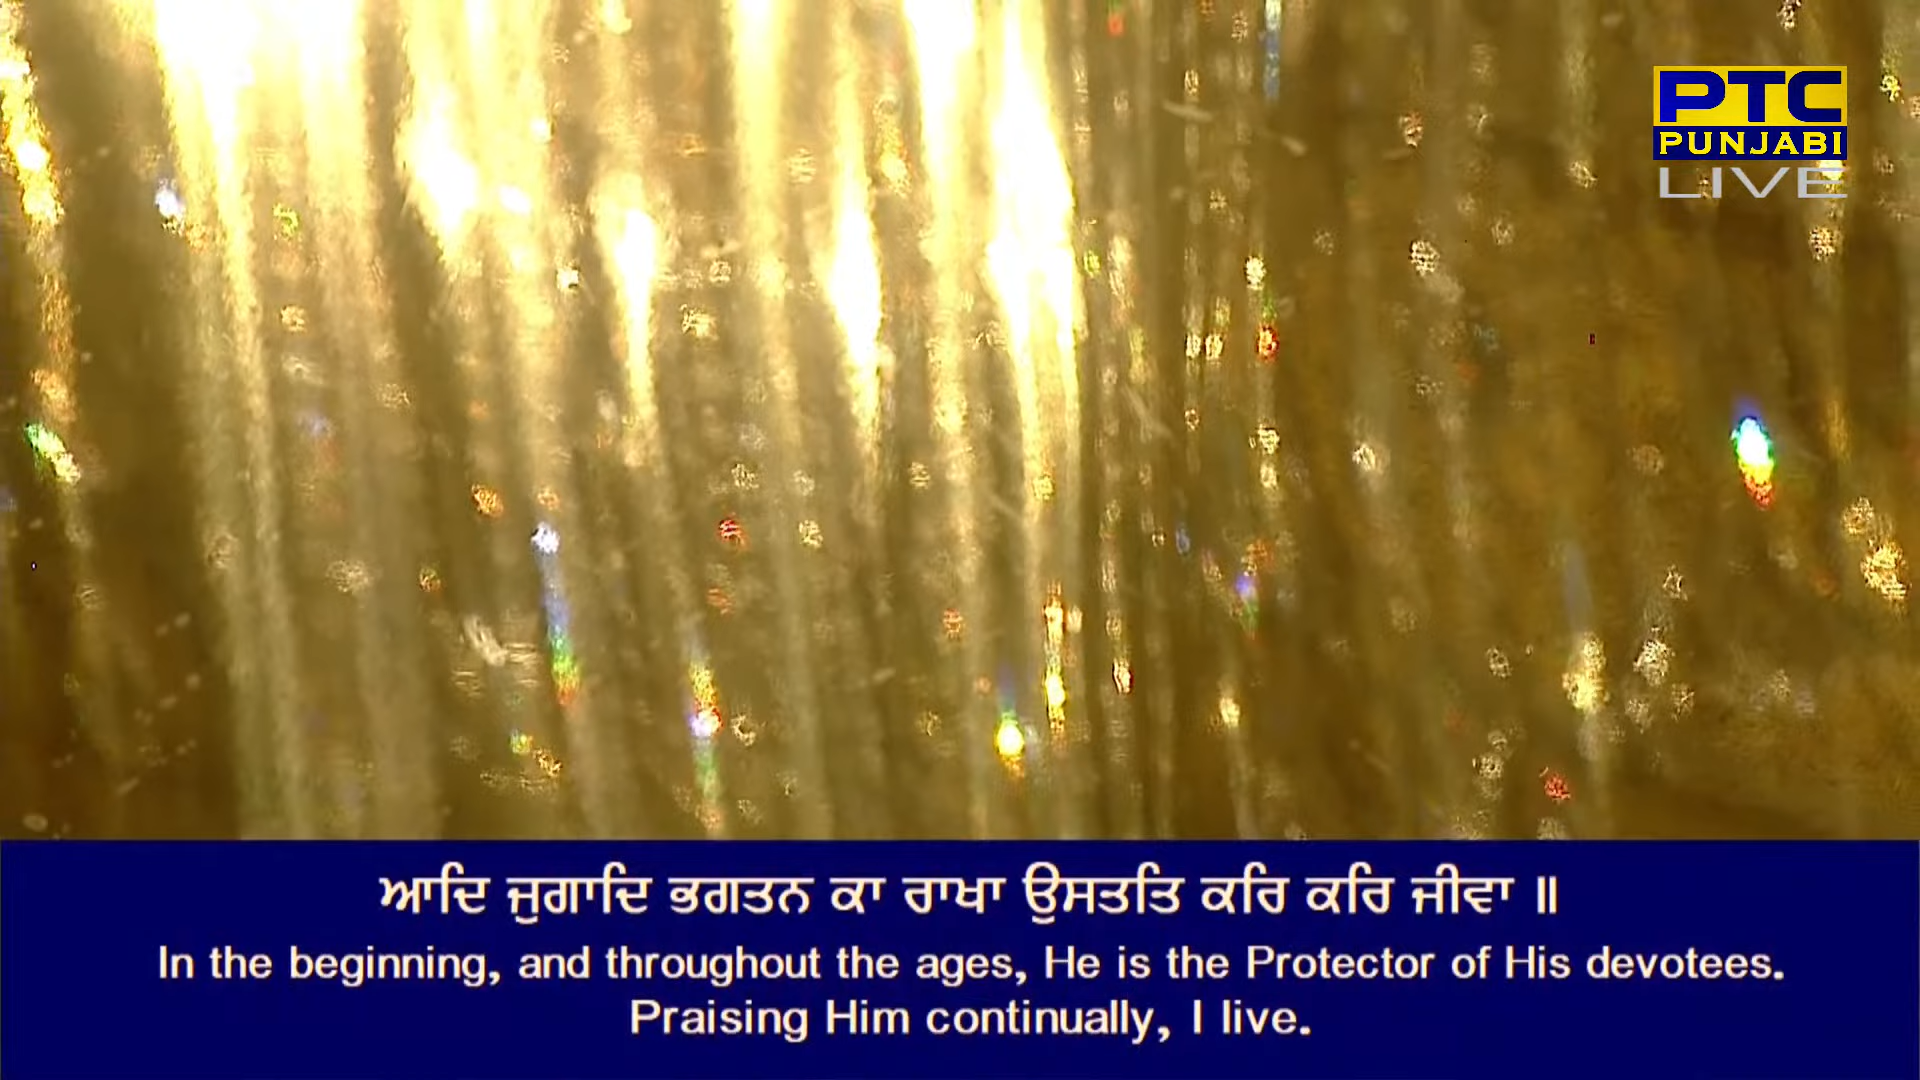 PTC
PUNJABI
LIVE
ਆਦਿ ਜੁਗਾਦਿ ਭਗਤਨ ਕਾ ਰਾਖਾ ਉਸਤਤਿ ਕਰਿ ਕਰਿ ਜੀਵਾ ॥
In the beginning, and throughout the ages, He is the Protector of His devotees.
Praising Him continually, I live.